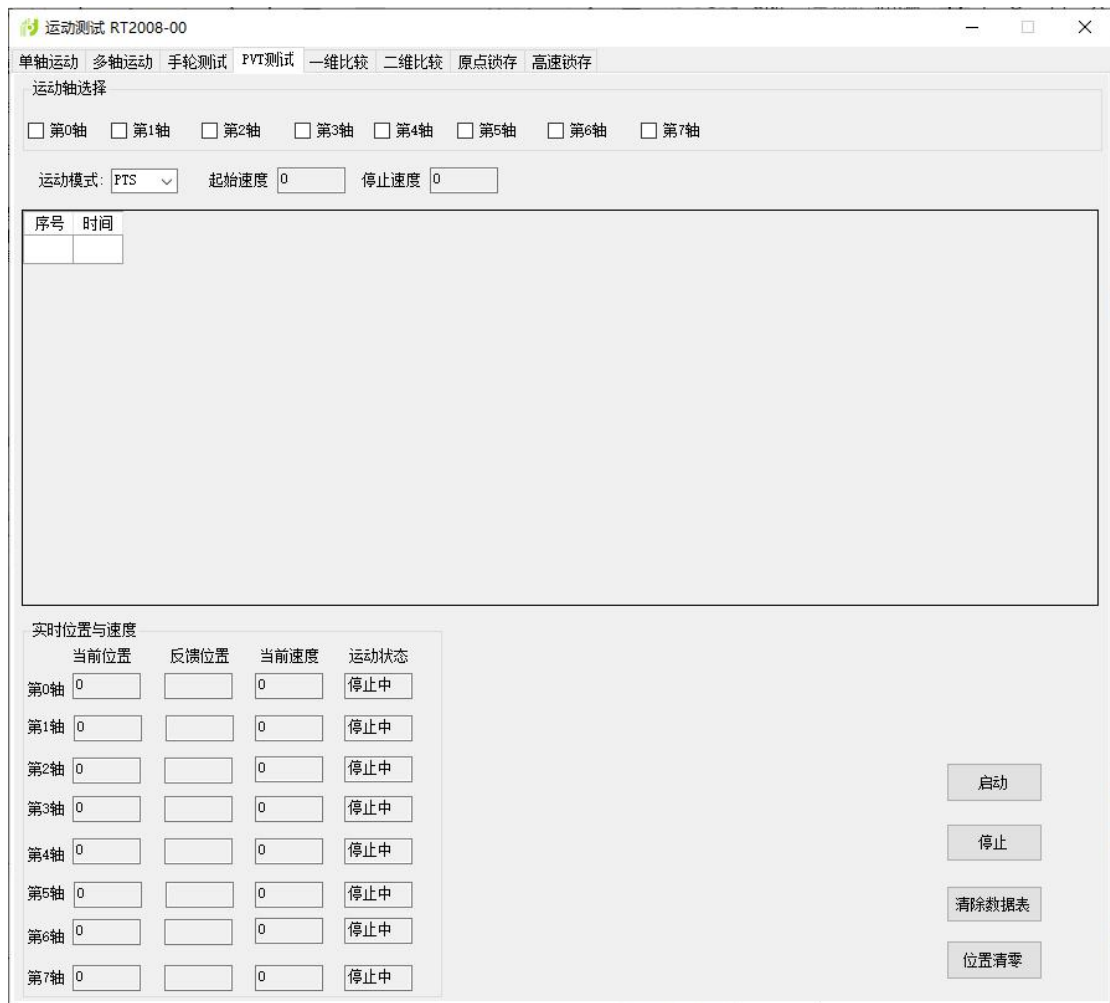 运动测试 RT2008-00
单轴运动 多轴运动 手轮测试 PVT测试 一维比较 二维比较 原点锁存 高速锁存
运动轴选择
第0轴 第1轴 第2轴 第3轴 第4轴 第5轴 第6轴 第7轴
运动模式: PTS 起始速度 0 停止速度 0
序号 时间
实时位置与速度
当前位置 反馈位置 当前速度 运动状态
第0轴 0 0 停止中
第1轴 0 0 停止中
第2轴 0 0 停止中
第3轴 0 0 停止中
第4轴 0 0 停止中
第5轴 0 0 停止中
第6轴 0 0 停止中
第7轴 0 0 停止中
启动
停止
清除数据表
位置清零